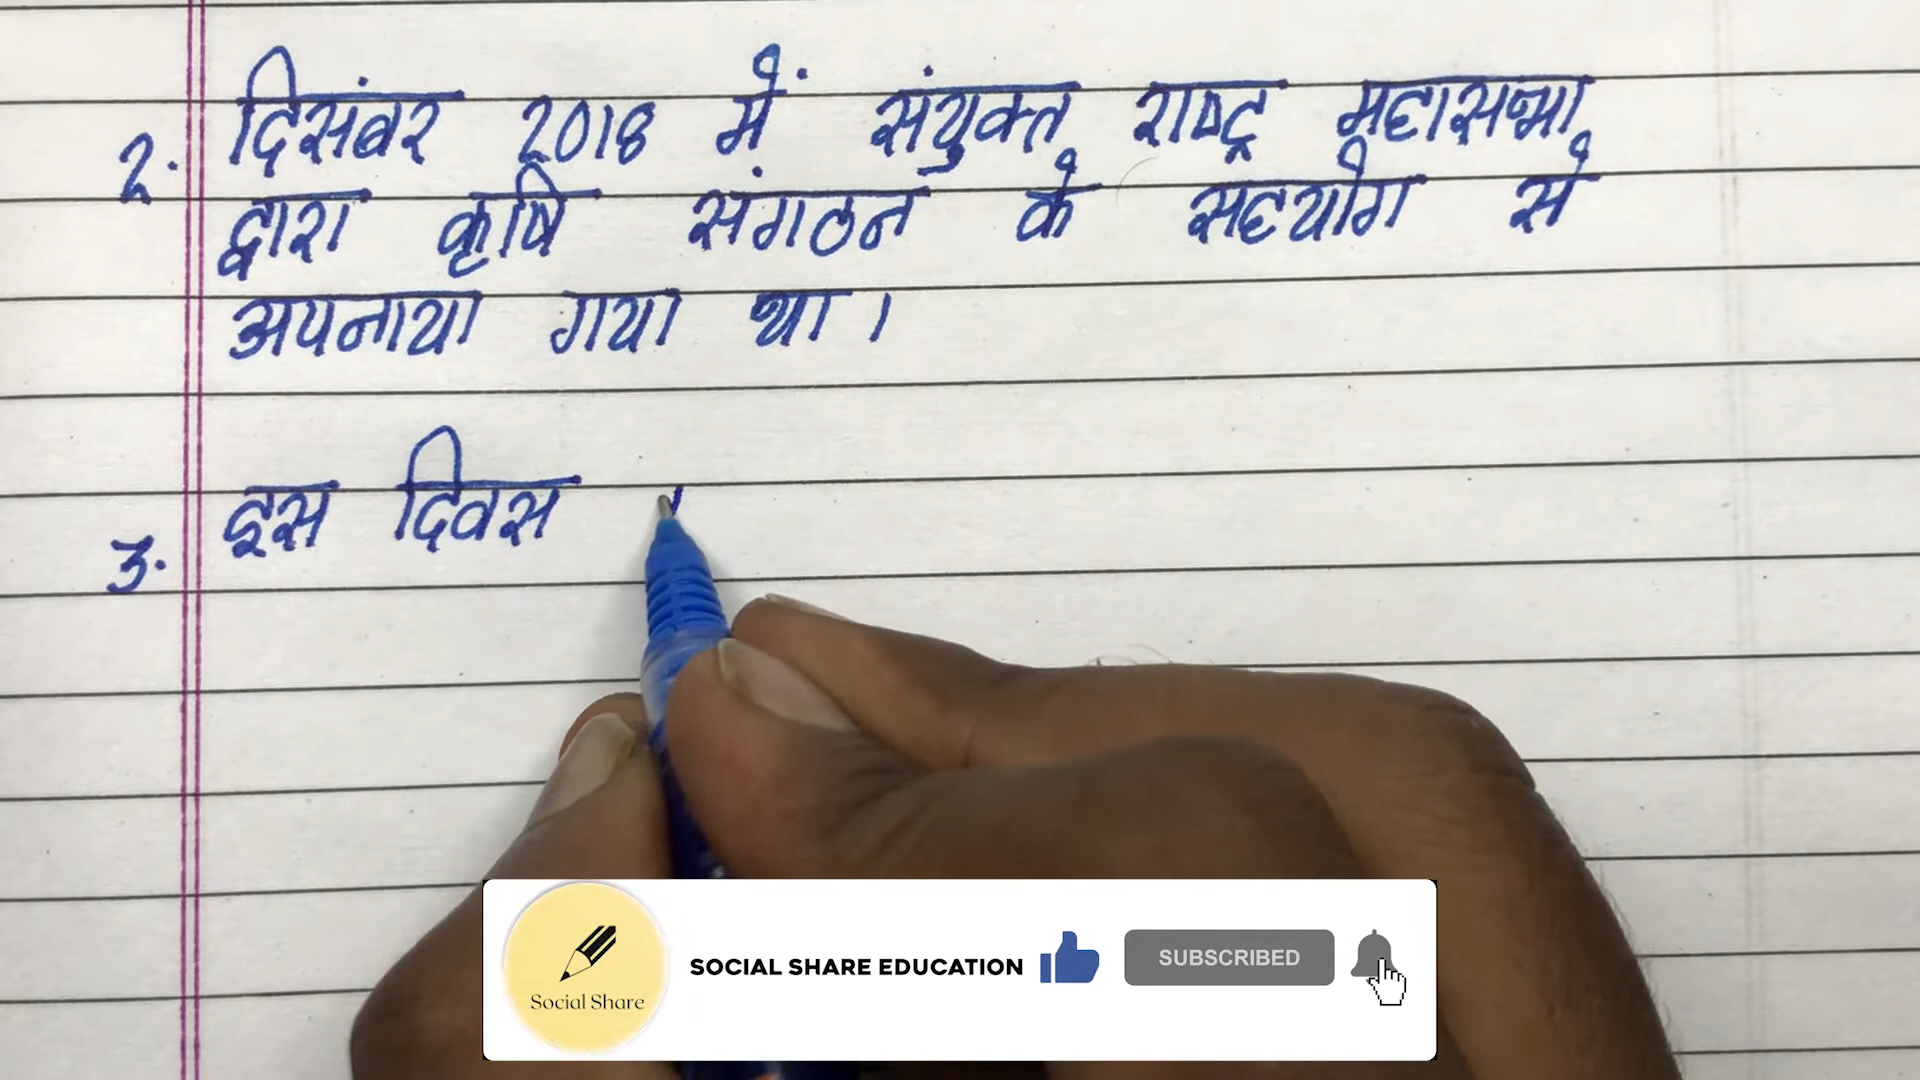 2. दिसंबर 2018 में संयुक्त राष्ट्र महासभा
द्वारा कृषि संगठन के सहयोग से
अपनाया गया था।
3. इस दिवस
Social Share
SOCIAL SHARE EDUCATION
SUBSCRIBED